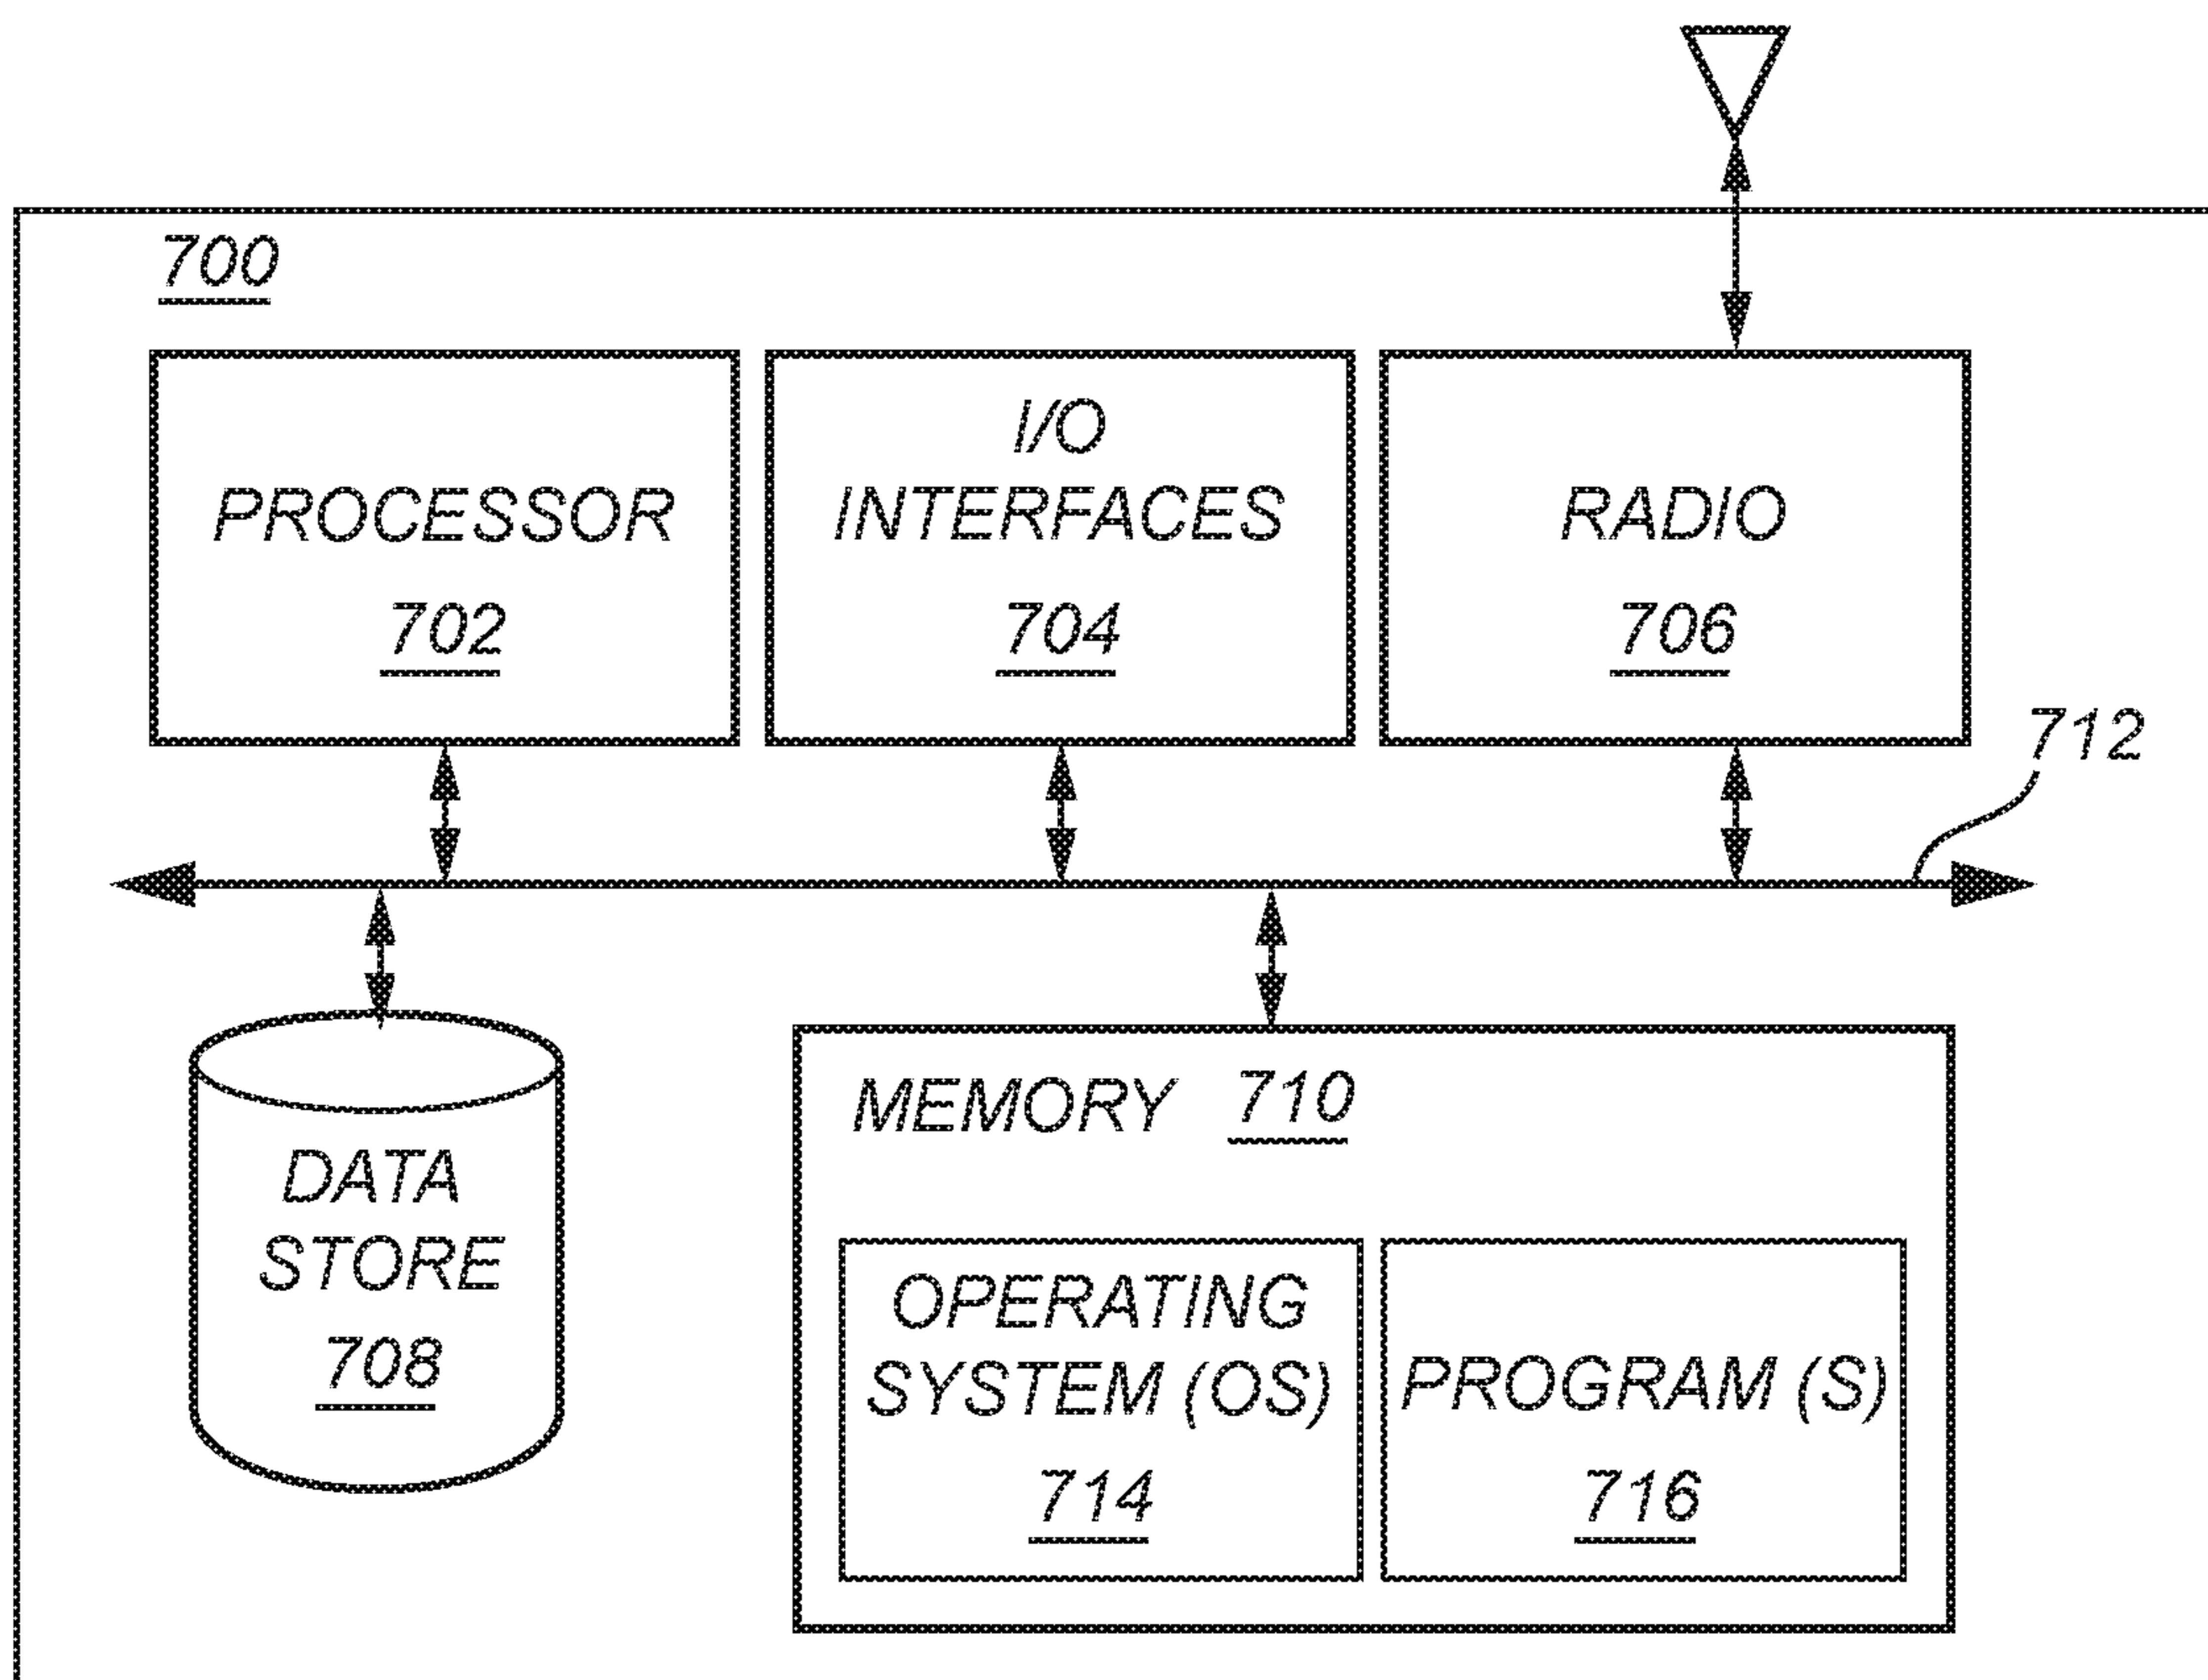 700
PROCESSOR
702
I/O
INTERFACES
704
RADIO
706
712
DATA
STORE
708
MEMORY 710
OPERATING
SYSTEM (OS)
714
PROGRAM (S)
716